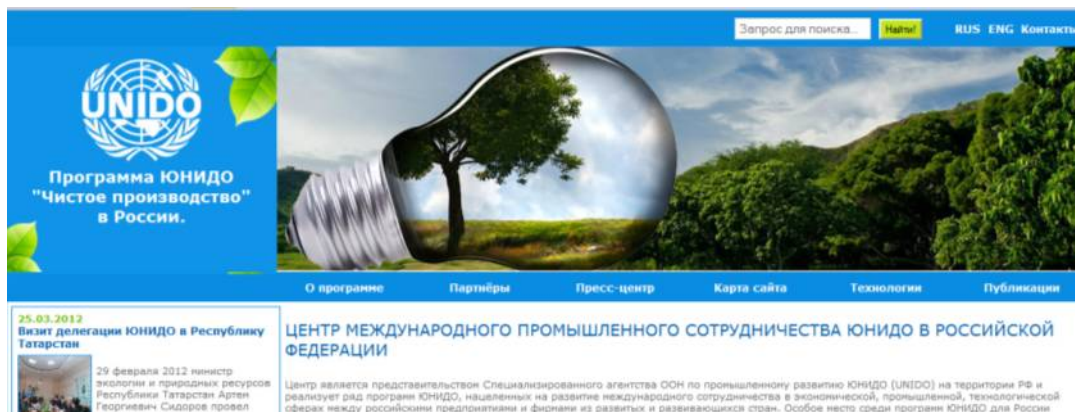 Запрос для поиска...
Найти!
RUS ENG Контакты
UNIDO
Программа ЮНИДО
"Чистое производство"
в России.
О программе
Партнёры
Пресс-центр
Карта сайта
Технологии
Публикации
25.03.2012
Визит делегации ЮНИДО в Республику
Татарстан
29 февраля 2012 министр
экологии и природных ресурсов
Республики Татарстан Артем
Георгиевич Сидоров провел
ЦЕНТР МЕЖДУНАРОДНОГО ПРОМЫШЛЕННОГО СОТРУДНИЧЕСТВА ЮНИДО В РОССИЙСКОЙ
ФЕДЕРАЦИИ
Центр является представительством Специализированного агентства ООН по промышленному развитию ЮНИДО (UNIDO) на территории РФ и
реализует ряд программ ЮНИДО, нацеленных на развитие международного сотрудничества в экономической, промышленной, технологической
сферах между российскими предприятиями и фирмами из развитых и развивающихся стран. Особое место среди программ ЮНИДО для России